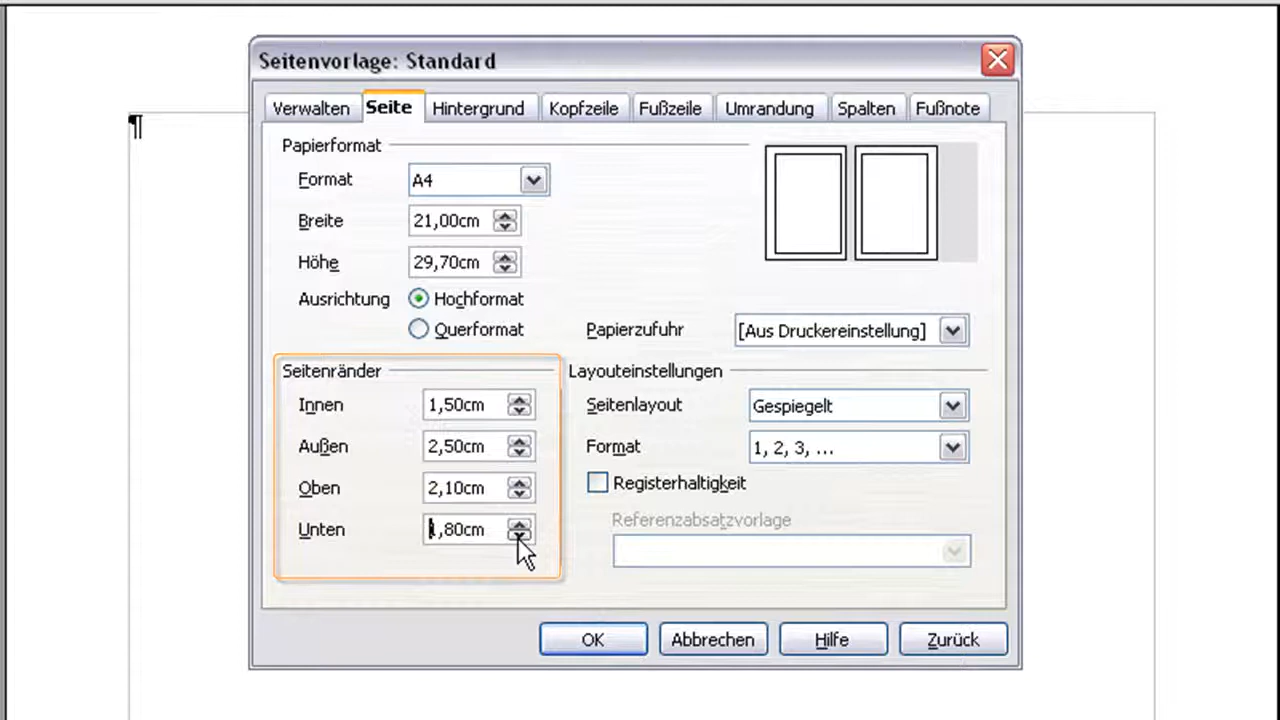 Seitenvorlage: Standard
Verwalten Seite Hintergrund Kopfzeile Fußzeile Umrandung Spalten Fußnote
¶
Papierformat
Format A4
Breite 21,00cm
Höhe 29,70cm
Ausrichtung Hochformat
Querformat Papierzufuhr [Aus Druckereinstellung]
Seitenränder Layouteinstellungen
Innen 1,50cm Seitenlayout Gespiegelt
Außen 2,50cm Format 1, 2, 3, ...
Oben 2,10cm Registerhaltigkeit
Referenzabsatzvorlage
Unten 1,80cm
OK Abbrechen Hilfe Zurück